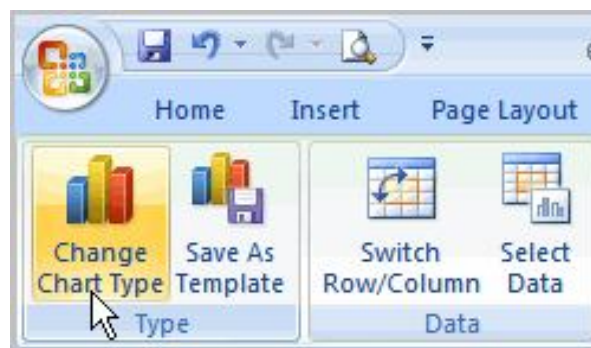 Home Insert Page Layout
Change Save As Switch Select
Chart Type Template Row/Column Data
Type Data